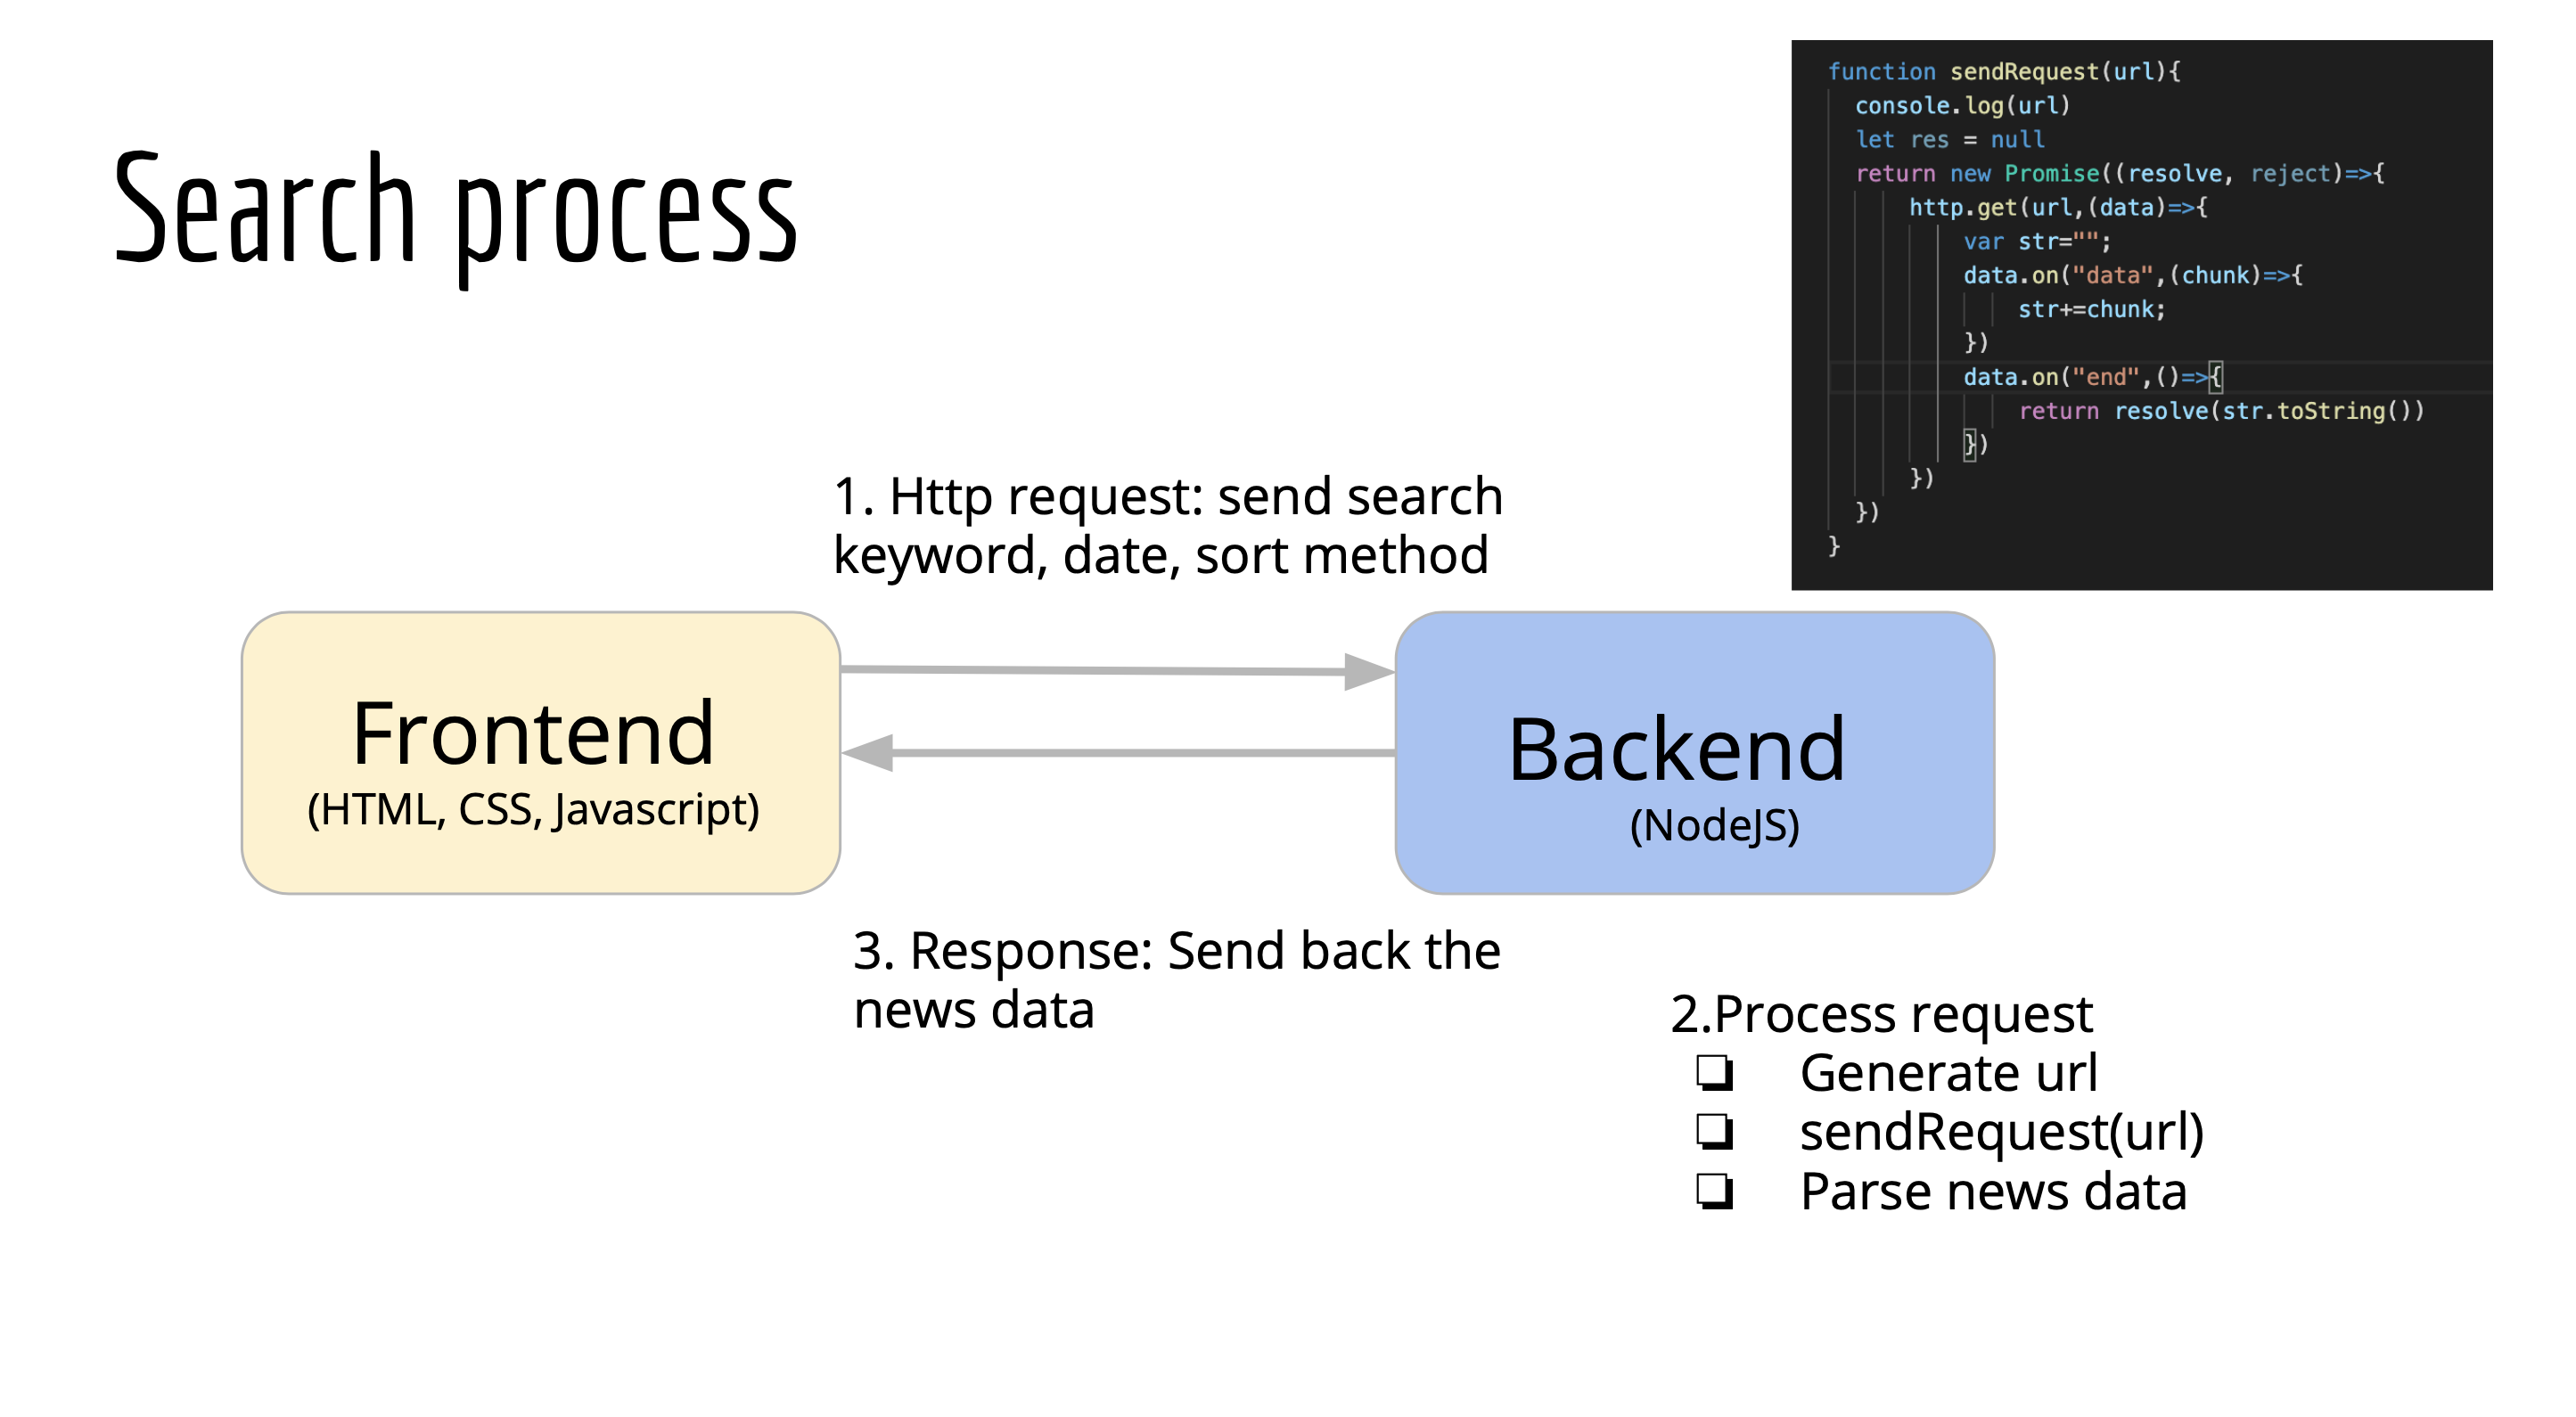 Search process
function sendRequest(url){
console.log(url)
let res = null
return new Promise((resolve, reject)=>{
http.get(url,(data)=>{
var str="";
data.on("data",(chunk)=>{
str+=chunk;
})
data.on("end",()=>{
return resolve(str.toString())
})
})
})
}
1. Http request: send search
keyword, date, sort method
Frontend
(HTML, CSS, Javascript)
Backend
(NodeJS)
3. Response: Send back the
news data
2.Process request
❏ Generate url
❏ sendRequest(url)
❏ Parse news data